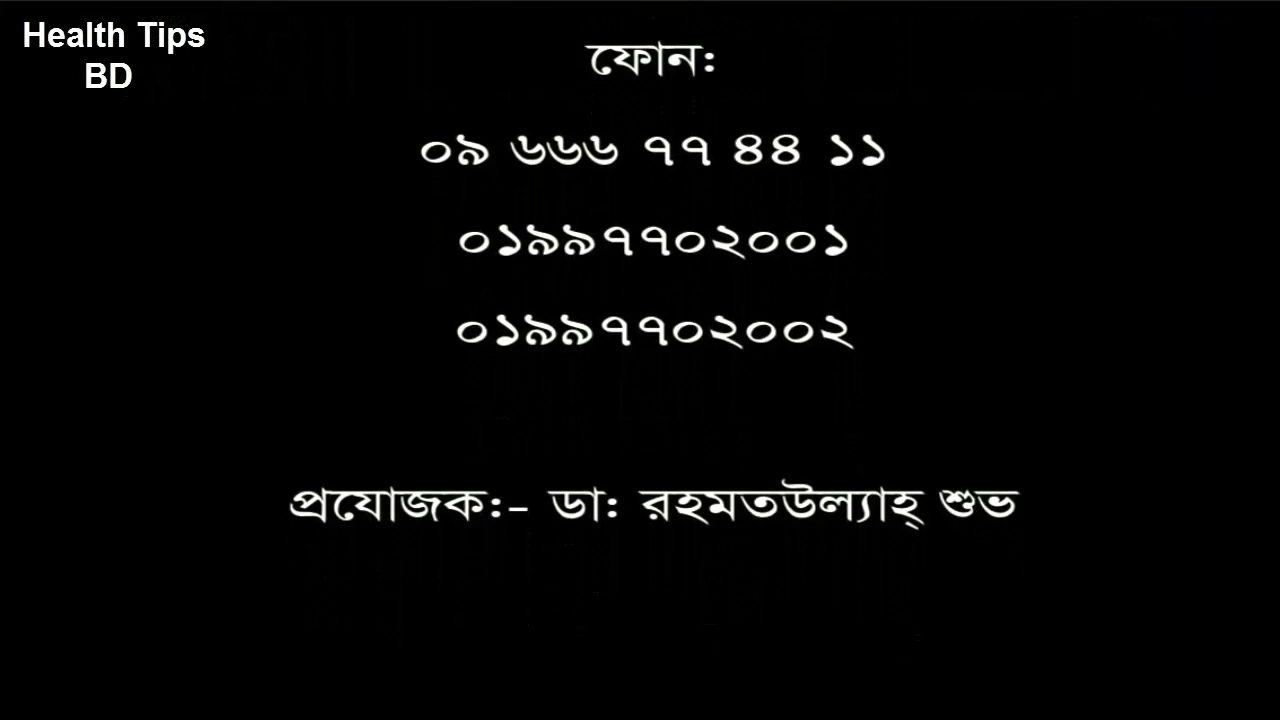 Health Tips
BD
ফোন:
০৯ ৬৬৬ ৭৭ ৪৪ ১১
০১৯৯৭৭০২০০১
০১৯৯৭৭০২০০২
প্রযোজক:- ডা: রহমতউল্যাহ্ শুভ